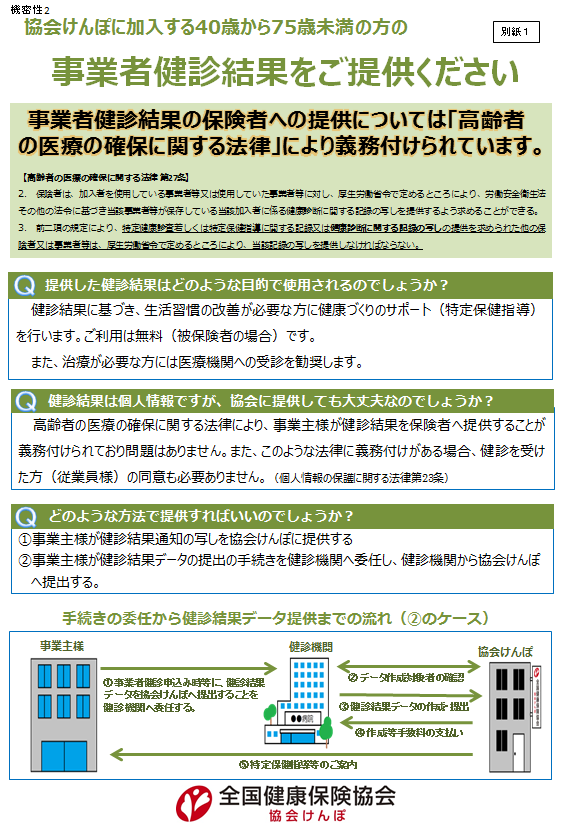 機密性2
協会けんぽに加入する40歳から75歳未満の方の
別紙1
事業者健診結果をご提供ください
事業者健診結果の保険者への提供については「高齢者
の医療の確保に関する法律」により義務付けられています。
【高齢者の医療の確保に関する法律 第27条】
2. 保険者は、加入者を使用している事業者等又は使用していた事業者等に対し、厚生労働省令で定めるところにより、労働安全衛生法
その他の法令に基づき当該事業者等が保存している当該加入者に係る健康診断に関する記録の写しを提供するよう求めることができる。
3. 前二項の規定により、特定健康診査若しくは特定保健指導に関する記録又は健康診断に関する記録の写しの提供を求められた他の保
険者又は事業者等は、厚生労働省令で定めるところにより、当該記録の写しを提供しなければならない。
Q 提供した健診結果はどのような目的で使用されるのでしょうか?
健診結果に基づき、生活習慣の改善が必要な方に健康づくりのサポート(特定保健指導)
を行います。ご利用は無料(被保険者の場合)です。
また、治療が必要な方には医療機関への受診を勧奨します。
Q 健診結果は個人情報ですが、協会に提供しても大丈夫なのでしょうか?
高齢者の医療の確保に関する法律により、事業主様が健診結果を保険者へ提供することが
義務付けられており問題はありません。また、このような法律に義務付けがある場合、健診を受け
た方(従業員様)の同意も必要ありません。(個人情報の保護に関する法律第23条)
Q どのような方法で提供すればいいのでしょうか?
①事業主様が健診結果通知の写しを協会けんぽに提供する
②事業主様が健診結果データの提出の手続きを健診機関へ委任し、健診機関から協会けんぽ
へ提出する。
手続きの委任から健診結果データ提供までの流れ(②のケース)
事業主様
健診機関
協会けんぽ
①事業者健診申込み時等に、健診結果
データを協会けんぽへ提出することを
健診機関へ委任する。
②データ作成対象者の確認
③健診結果データの作成・提出
④作成等手数料の支払い
●●病院
全国健康保険協会
⑤特定保健指導等のご案内
全国健康保険協会
協会けんぽ